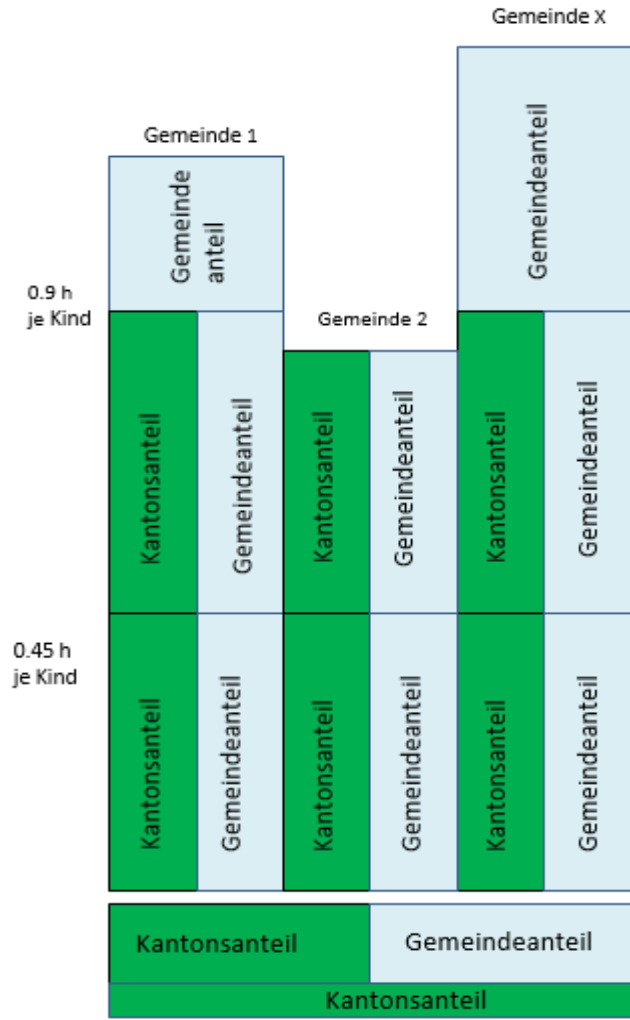 Gemeinde X
Gemeinde 1
Gemeinde
anteil
Gemeindeanteil
0.9 h
je Kind
Gemeinde 2
Kantonsanteil
Gemeindeanteil
Kantonsanteil
Gemeindeanteil
Kantonsanteil
Gemeindeanteil
0.45 h
je Kind
Kantonsanteil
Gemeindeanteil
Kantonsanteil
Gemeindeanteil
Kantonsanteil
Gemeindeanteil
Kantonsanteil
Gemeindeanteil
Kantonsanteil